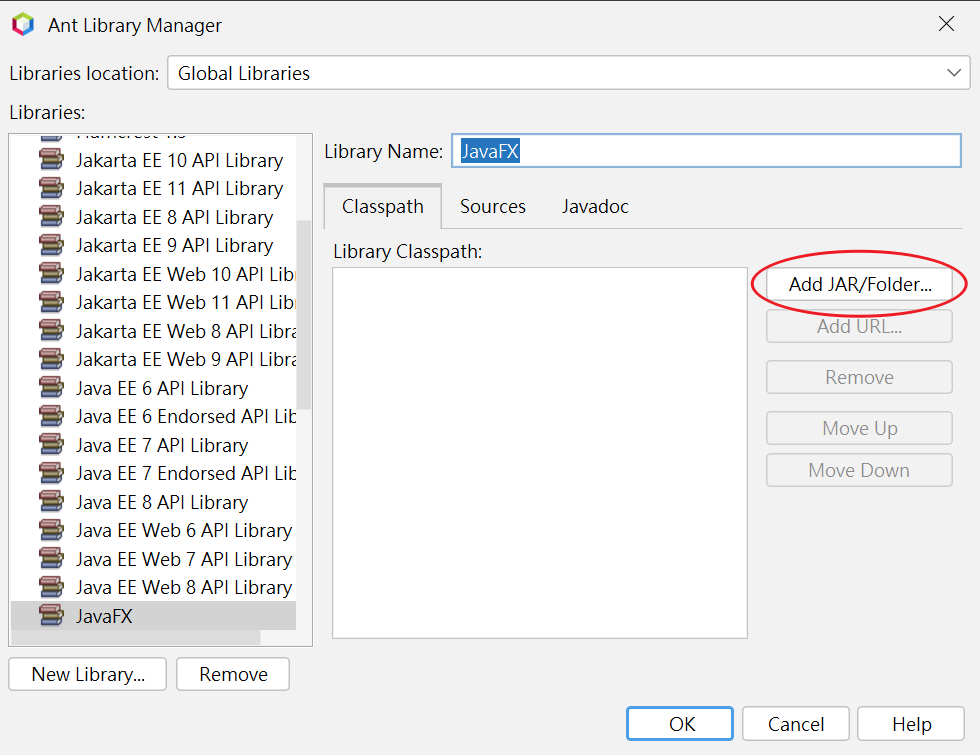 Ant Library Manager
Libraries location: Global Libraries
Libraries:
Jakarta EE 10 API Library
Jakarta EE 11 API Library
Jakarta EE 8 API Library
Jakarta EE 9 API Library
Jakarta EE Web 10 API Lib
Jakarta EE Web 11 API Lib
Jakarta EE Web 8 API Libra
Jakarta EE Web 9 API Libra
Java EE 6 API Library
Java EE 6 Endorsed API Lib
Java EE 7 API Library
Java EE 7 Endorsed API Lib
Java EE 8 API Library
Java EE Web 6 API Library
Java EE Web 7 API Library
Java EE Web 8 API Library
JavaFX
New Library... Remove
Library Name: JavaFX
Classpath Sources Javadoc
Library Classpath:
Add JAR/Folder...
Add URL...
Remove
Move Up
Move Down
OK Cancel Help